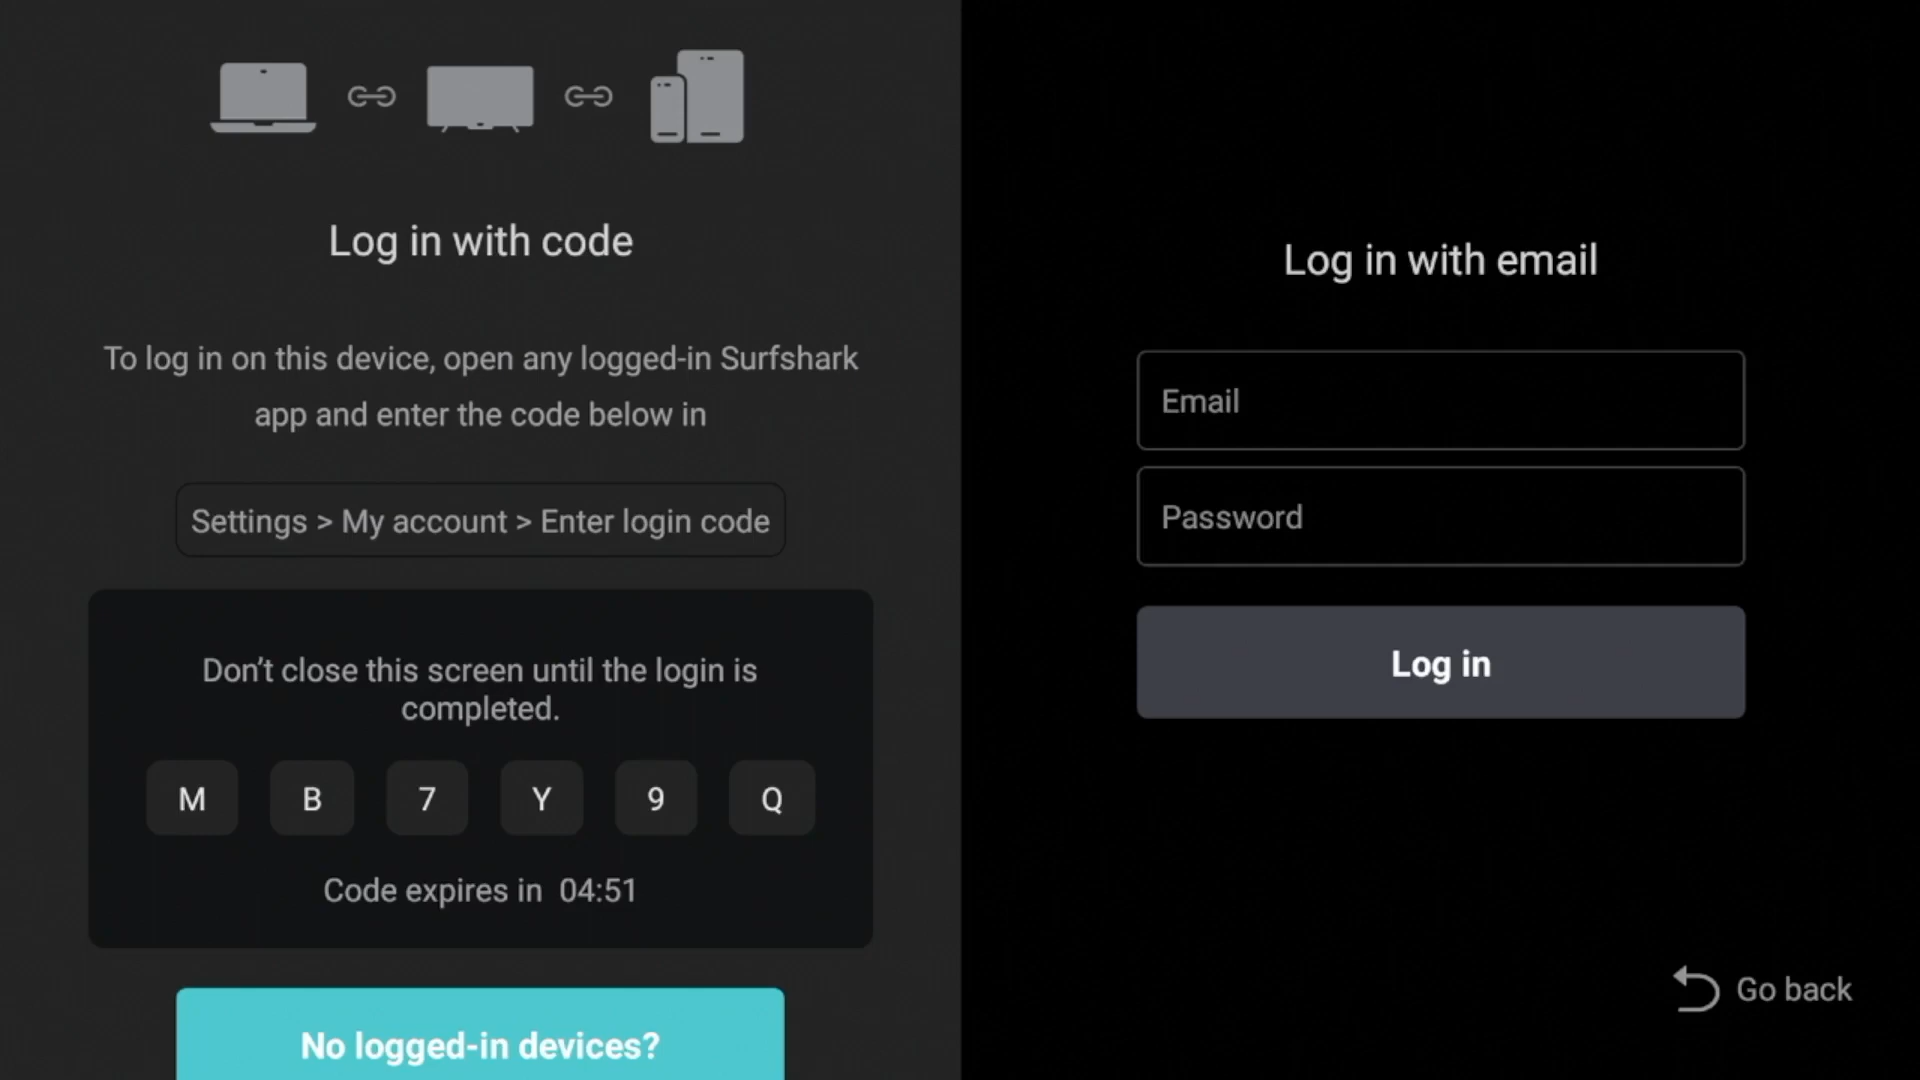 Log in with code
To log in on this device, open any logged-in Surfshark
app and enter the code below in
Settings > My account > Enter login code
Don’t close this screen until the login is
completed.
M B 7 Y 9 Q
Code expires in 04:51
No logged-in devices?
Log in with email
Email
Password
Log in
Go back